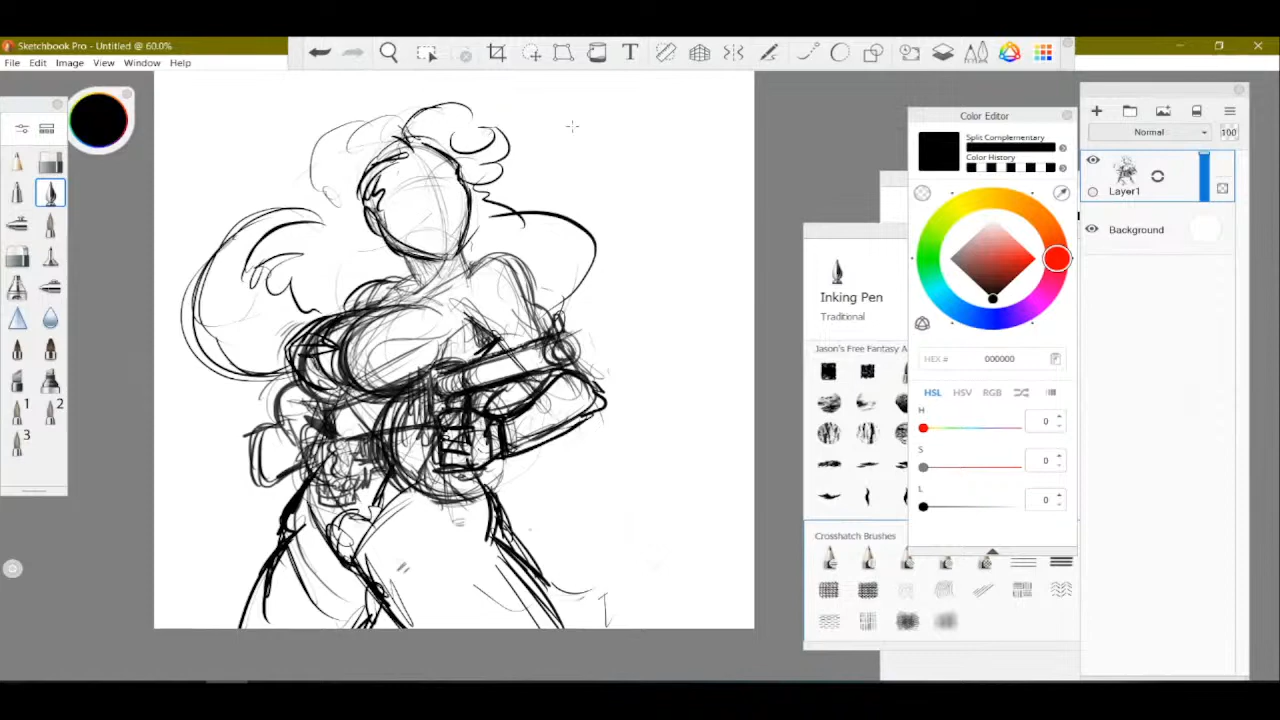 Sketchbook Pro - Untitled @ 60.0%
File Edit Image View Window Help
T
Color Editor
Split Complementary
Color History
Normal
100
Layer1
Background
Inking Pen
Traditional
Jason's Free Fantasy A
HEX # 000000
HSL HSV RGB
H
0
S
0
L
0
1
2
3
Crosshatch Brushes